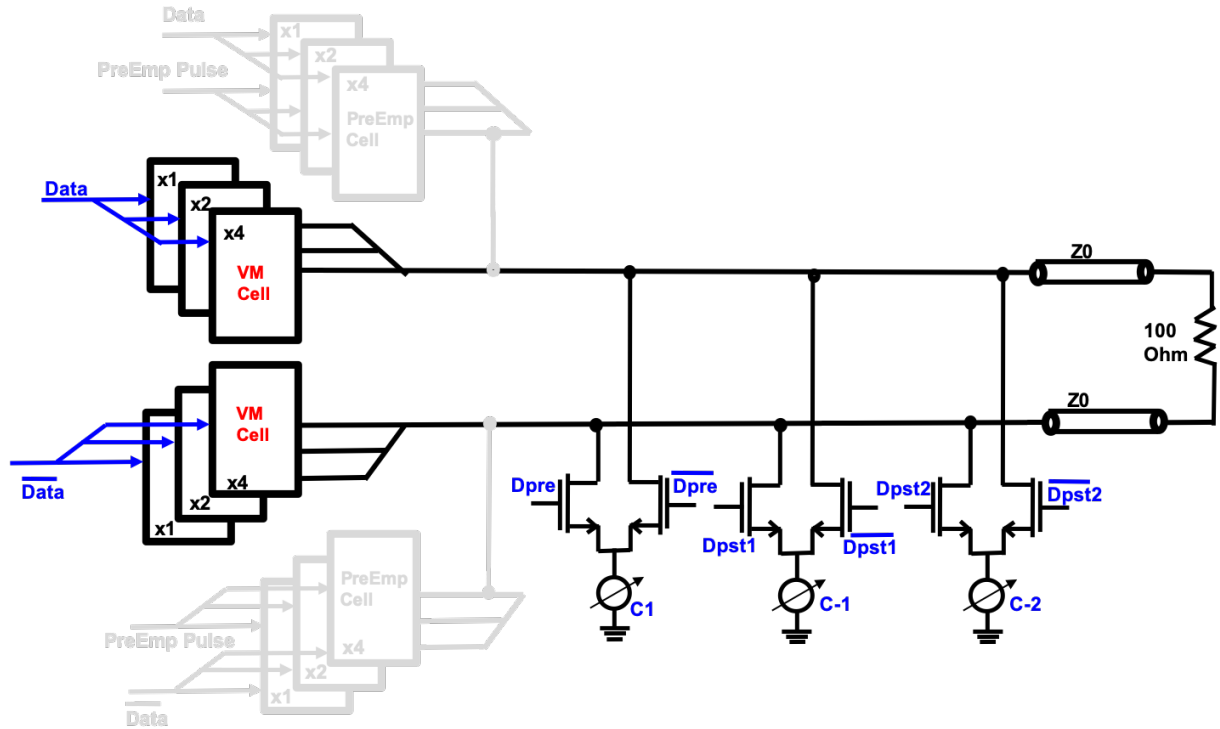 Data
x1
x2
PreEmp Pulse
x4
PreEmp
Cell
x1
Data
x2
x4
VM
Cell
Z0
100
Ohm
VM
Cell
Z0
Data
x4
x2
x1
Dpre
Dpre
Dpst1
Dpst1
Dpst2
Dpst2
C1
C-1
C-2
PreEmp
Cell
PreEmp Pulse
x4
x2
x1
Data